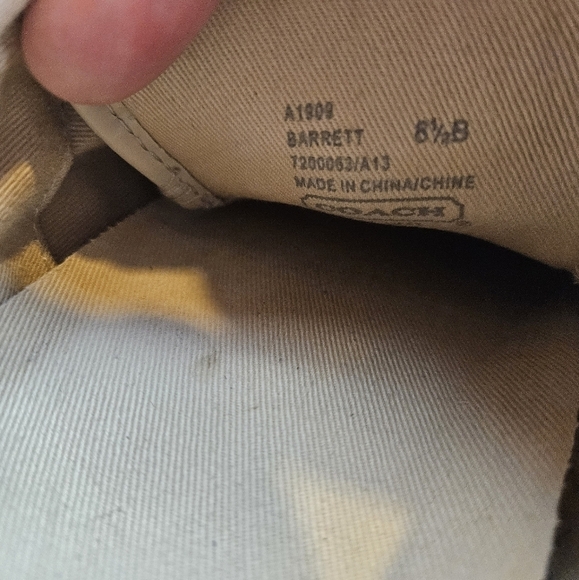 A1909
BARRETT 8½B
7200063/A13
MADE IN CHINA/CHINE
COACH